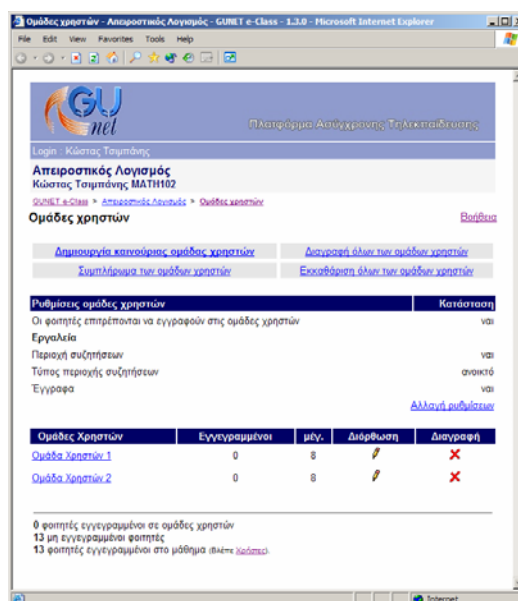 Ομάδες χρηστών - Απειροστικός Λογισμός - GUNET e-Class - 1.3.0 - Microsoft Internet Explorer
File Edit View Favorites Tools Help
GU
net
Πλατφόρμα Ασύγχρονης Τηλεκπαίδευσης
Login : Κώστας Τσιμπάνης
Απειροστικός Λογισμός
Κώστας Τσιμπάνης MATH102
GUNET e-Class > Απειροστικός Λογισμός > Ομάδες χρηστών
Ομάδες χρηστών Βοήθεια
Δημιουργία καινούριας ομάδας χρηστών Διαγραφή όλων των ομάδων χρηστών
Συμπλήρωμα των ομάδων χρηστών Εκκαθάριση όλων των ομάδων χρηστών
Ρυθμίσεις ομάδες χρηστών Κατάσταση
Οι φοιτητές επιτρέπονται να εγγραφούν στις ομάδες χρηστών ναι
Εργαλεία
Περιοχή συζητήσεων ναι
Τύπος περιοχής συζητήσεων ανοικτό
Έγγραφα ναι
Αλλαγή ρυθμίσεων
Ομάδες Χρηστών Εγγεγραμμένοι μέγ. Διόρθωση Διαγραφή
Ομάδα Χρηστών 1 0 8
Ομάδα Χρηστών 2 0 8
0 φοιτητές εγγεγραμμένοι σε ομάδες χρηστών
13 μη εγγεγραμμένοι φοιτητές
13 φοιτητές εγγεγραμμένοι στο μάθημα (Βλέπε Χρήστες).
Internet